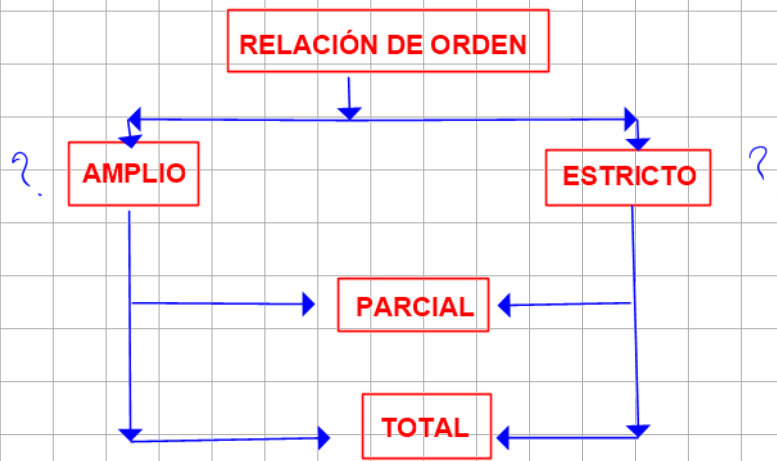 RELACIÓN DE ORDEN
? AMPLIO
ESTRICTO ?
PARCIAL
TOTAL